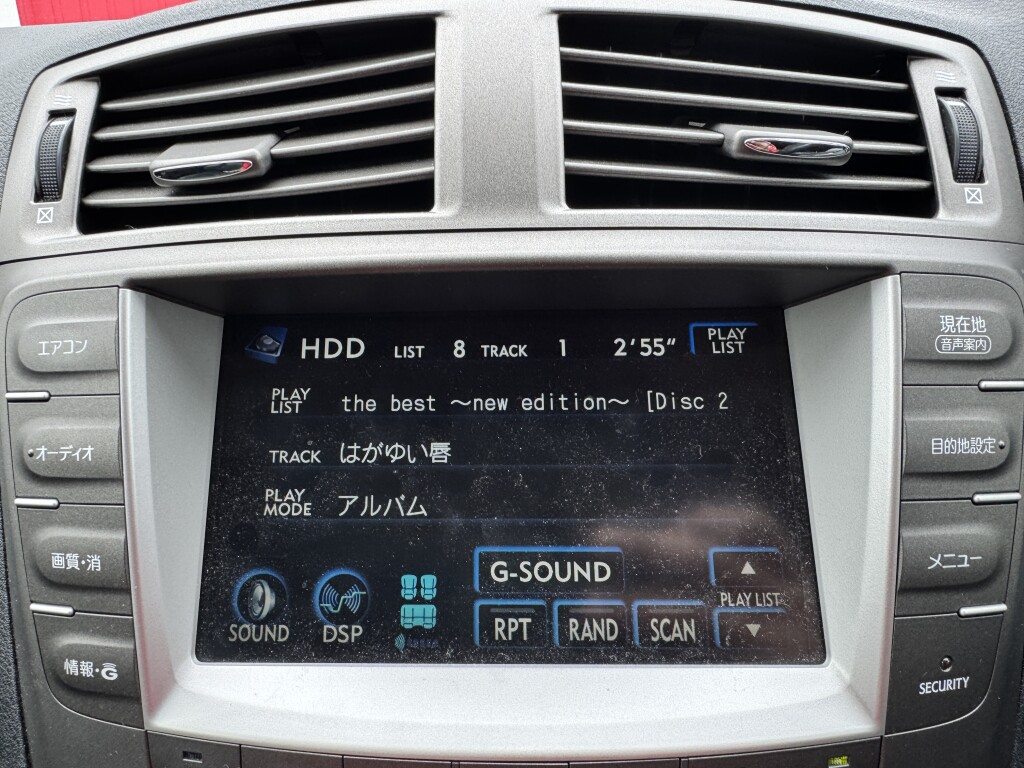 エアコン
オーディオ
画質・消
情報・G
HDD LIST 8 TRACK 1 2'55" PLAY LIST
PLAY LIST the best ～new edition～ [Disc 2
TRACK はがゆい唇
PLAY MODE アルバム
SOUND DSP
G-SOUND
RPT RAND SCAN
PLAY LIST
現在地
音声案内
目的地設定
メニュー
SECURITY